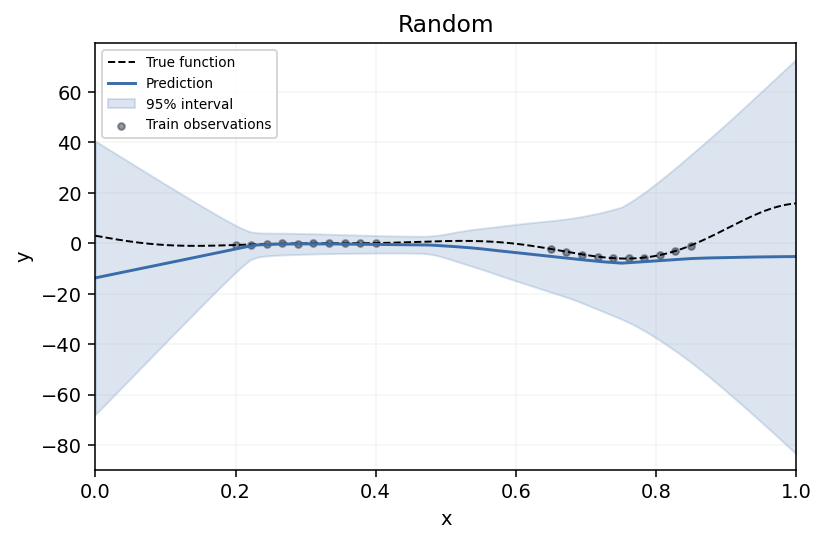 Random
True function
Prediction
95% interval
Train observations
60
40
20
0
−20
−40
−60
−80
y
0.0 0.2 0.4 0.6 0.8 1.0
x